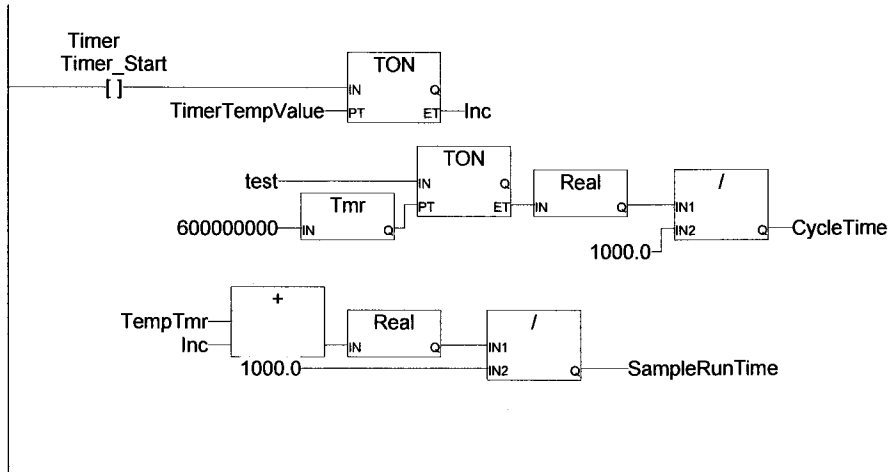 Timer
Timer_Start
[ ]
TON
IN Q
TimerTempValue PT ET Inc
TON
test IN Q
Tmr PT ET
Real
IN Q
/
IN1
600000000 IN Q
IN2 Q CycleTime
1000.0
+
TempTmr
Real
/
Inc
IN Q IN1
1000.0 IN2 Q SampleRunTime